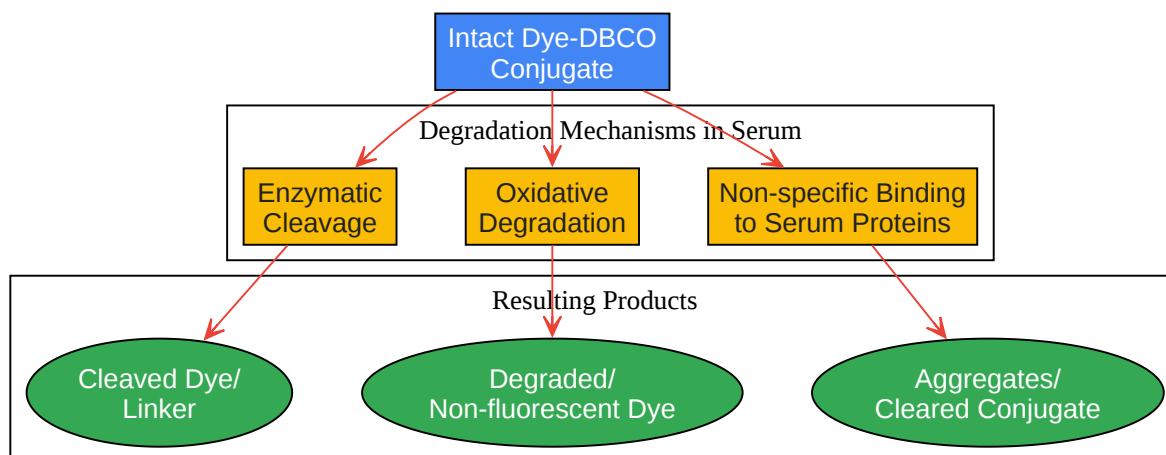 Intact Dye-DBCO
Conjugate
Degradation Mechanisms in Serum
Enzymatic
Cleavage
Oxidative
Degradation
Non-specific Binding
to Serum Proteins
Resulting Products
Cleaved Dye/
Linker
Degraded/
Non-fluorescent Dye
Aggregates/
Cleared Conjugate